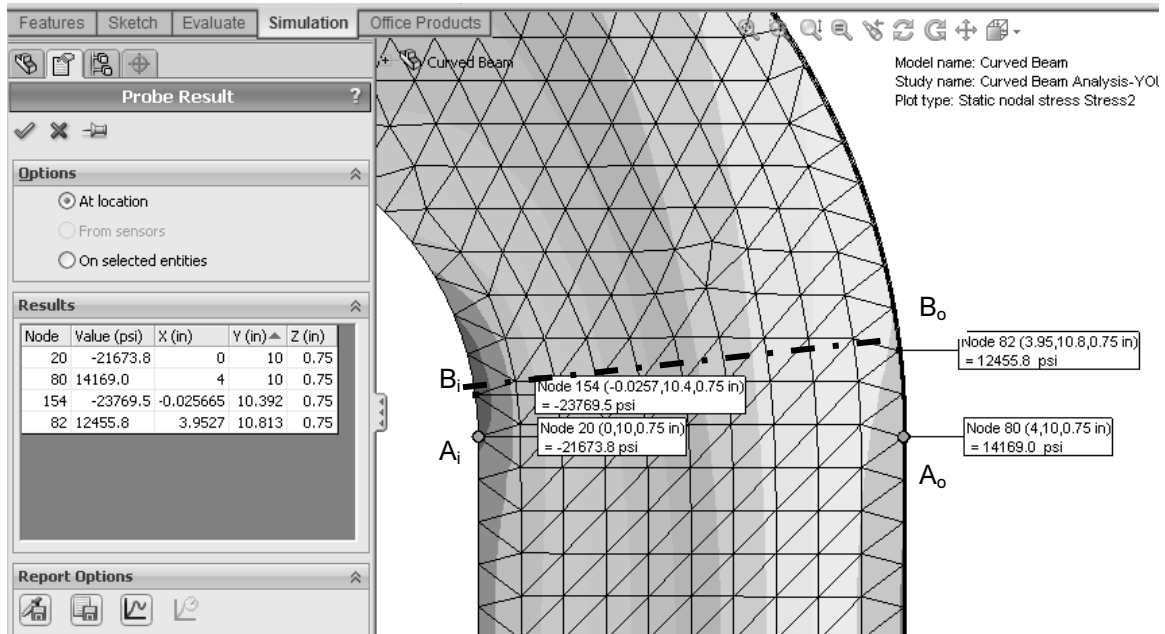 Features Sketch Evaluate Simulation Office Products
Probe Result ?
Options
At location
From sensors
On selected entities
Results
Node Value (psi) X (in) Y (in) Z (in)
20 -21673.8 0 10 0.75
80 14169.0 4 10 0.75
154 -23769.5 -0.025665 10.392 0.75
82 12455.8 3.9527 10.813 0.75
Report Options
Curved Beam
Model name: Curved Beam
Study name: Curved Beam Analysis-YOU
Plot type: Static nodal stress Stress2
Bo
Node 82 (3.95,10.8,0.75 in)
= 12455.8 psi
Bi
Node 154 (-0.0257,10.4,0.75 in)
= -23769.5 psi
Ai
Node 20 (0,10,0.75 in)
= -21673.8 psi
Node 80 (4,10,0.75 in)
= 14169.0 psi
Ao